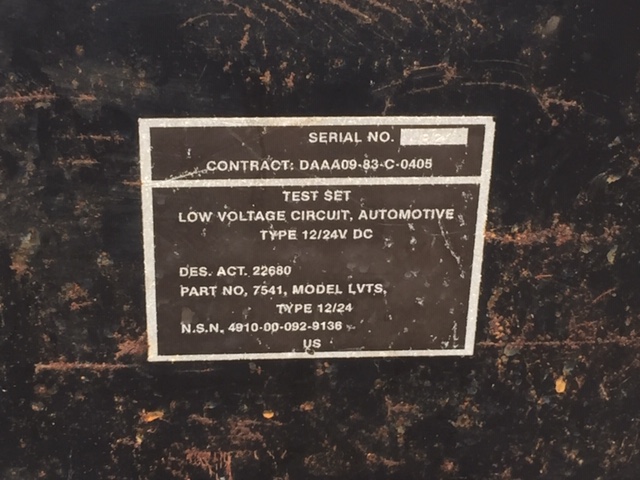 SERIAL NO.
CONTRACT: DAAA09-83-C-0405
TEST SET
LOW VOLTAGE CIRCUIT, AUTOMOTIVE
TYPE 12/24V DC
DES. ACT. 22680
PART NO. 7541, MODEL LVTS,
TYPE 12/24
N.S.N. 4910-00-092-9136
US